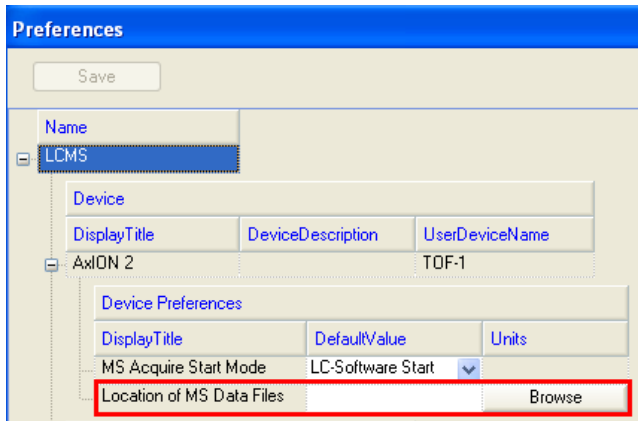 Preferences
Save
Name
LCMS
Device
DisplayTitle DeviceDescription UserDeviceName
AxION 2 TOF-1
Device Preferences
DisplayTitle DefaultValue Units
MS Acquire Start Mode LC-Software Start
Location of MS Data Files Browse